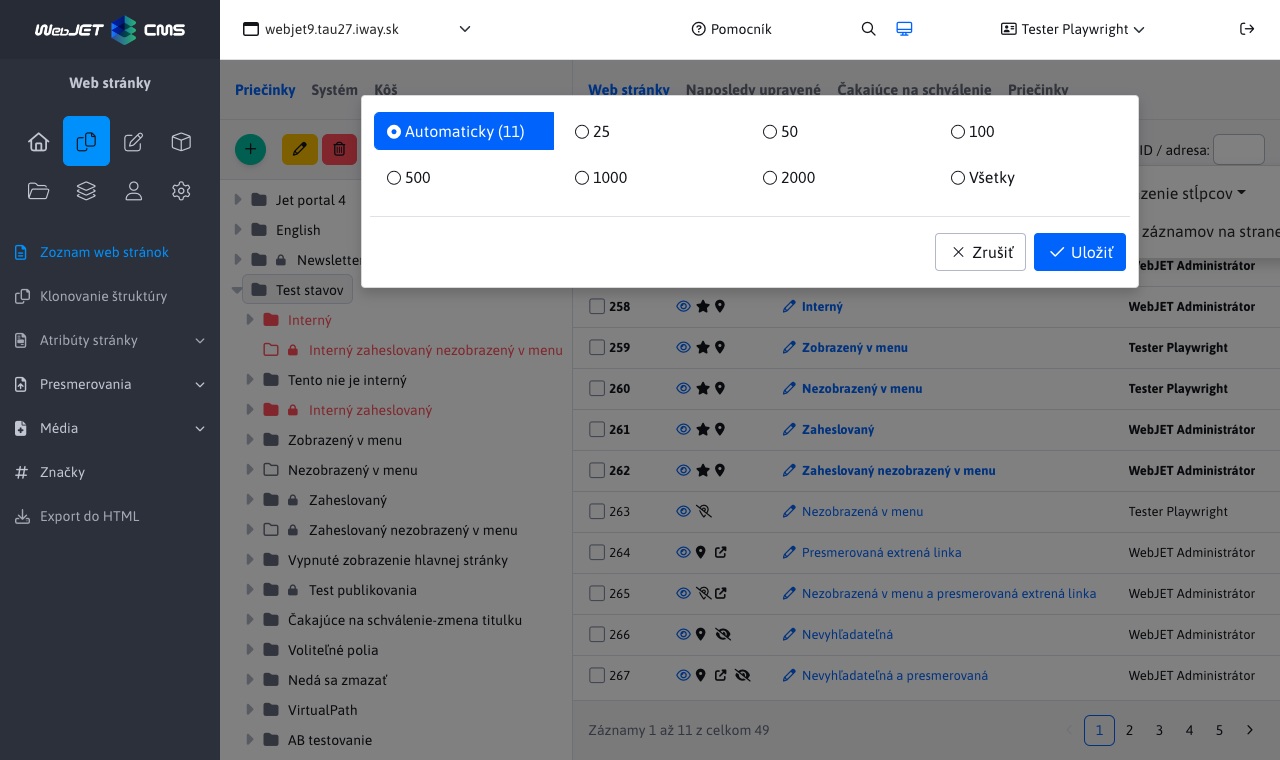 WebJET CMS
webjet9.tau27.iway.sk
Pomocník
Tester Playwright
Web stránky
Zoznam web stránok
Klonovanie štruktúry
Atribúty stránky
Presmerovania
Média
Značky
Export do HTML
Priečinky Systém Kôš
Web stránky Naposledy upravené Čakajúce na schválenie Priečinky
ID / adresa:
zenie stĺpcov
záznamov na strane
Automaticky (11) 25 50 100
500 1000 2000 Všetky
Zrušiť Uložiť
Jet portal 4
English
Newsletter
Test stavov
Interný
Interný zaheslovaný nezobrazený v menu
Tento nie je interný
Interný zaheslovaný
Zobrazený v menu
Nezobrazený v menu
Zaheslovaný
Zaheslovaný nezobrazený v menu
Vypnuté zobrazenie hlavnej stránky
Test publikovania
Čakajúce na schválenie-zmena titulku
Voliteľné polia
Nedá sa zmazať
VirtualPath
AB testovanie
WebJET Administrátor
258 Interný WebJET Administrátor
259 Zobrazený v menu Tester Playwright
260 Nezobrazený v menu Tester Playwright
261 Zaheslovaný WebJET Administrátor
262 Zaheslovaný nezobrazený v menu WebJET Administrátor
263 Nezobrazená v menu Tester Playwright
264 Presmerovaná extrená linka WebJET Administrátor
265 Nezobrazená v menu a presmerovaná extrená linka WebJET Administrátor
266 Nevyhľadateľná WebJET Administrátor
267 Nevyhľadateľná a presmerovaná WebJET Administrátor
Záznamy 1 až 11 z celkom 49
1 2 3 4 5